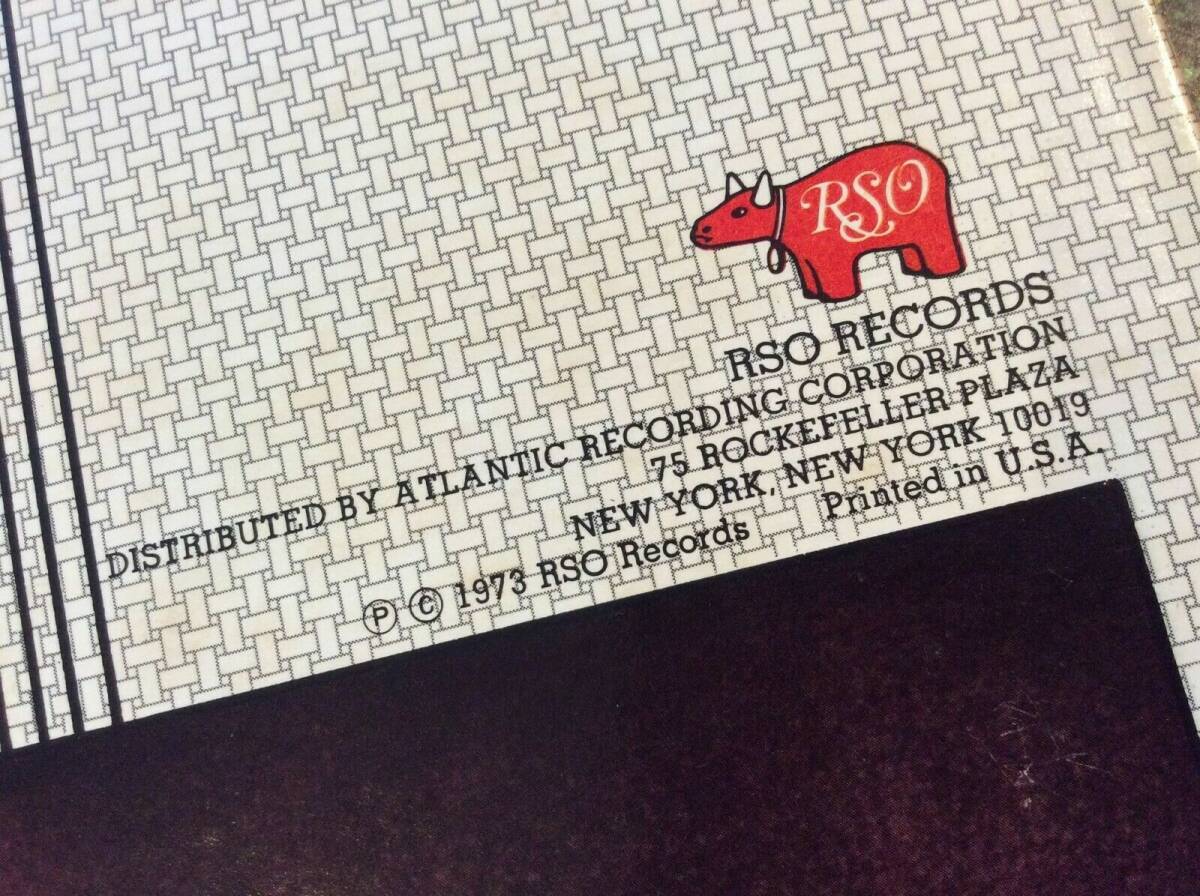 RSO
RSO RECORDS
DISTRIBUTED BY ATLANTIC RECORDING CORPORATION
75 ROCKEFELLER PLAZA
NEW YORK, NEW YORK 10019
Ⓟ © 1973 RSO Records Printed in U.S.A.